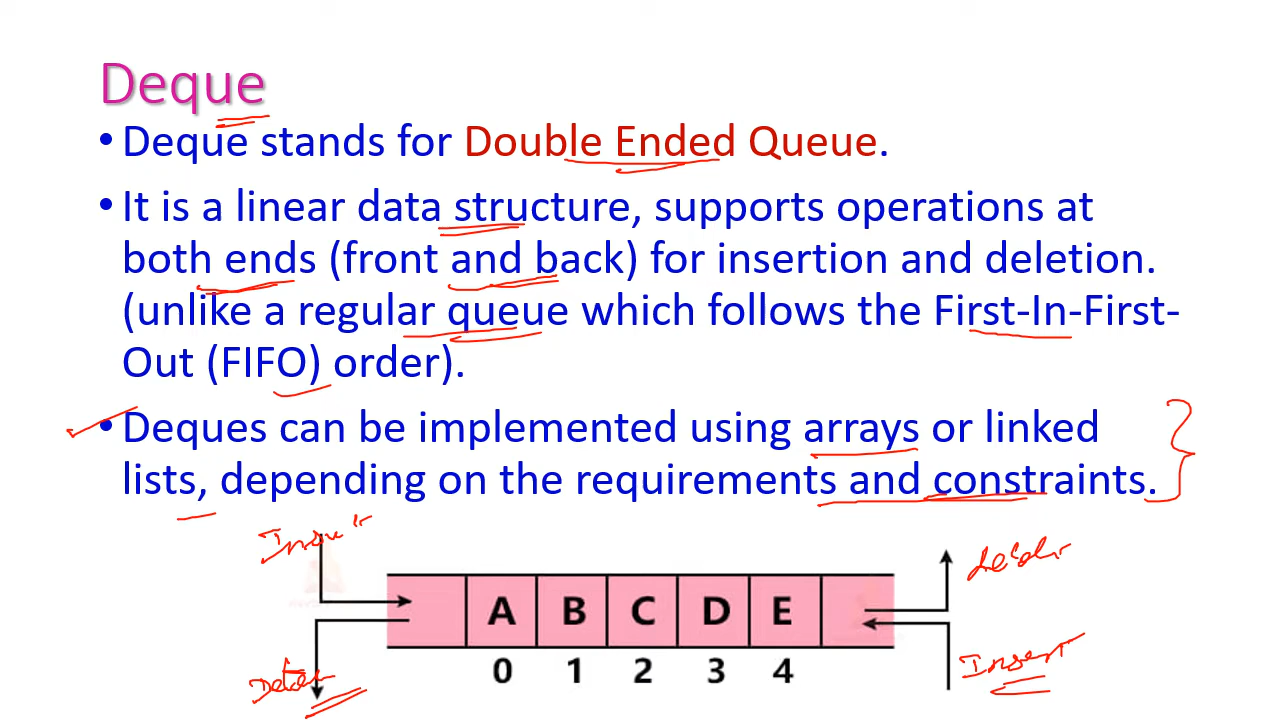 Deque
• Deque stands for Double Ended Queue.
• It is a linear data structure, supports operations at
both ends (front and back) for insertion and deletion.
(unlike a regular queue which follows the First-In-First-
Out (FIFO) order).
• Deques can be implemented using arrays or linked
lists, depending on the requirements and constraints.
A B C D E
Insert
0 1 2 3 4